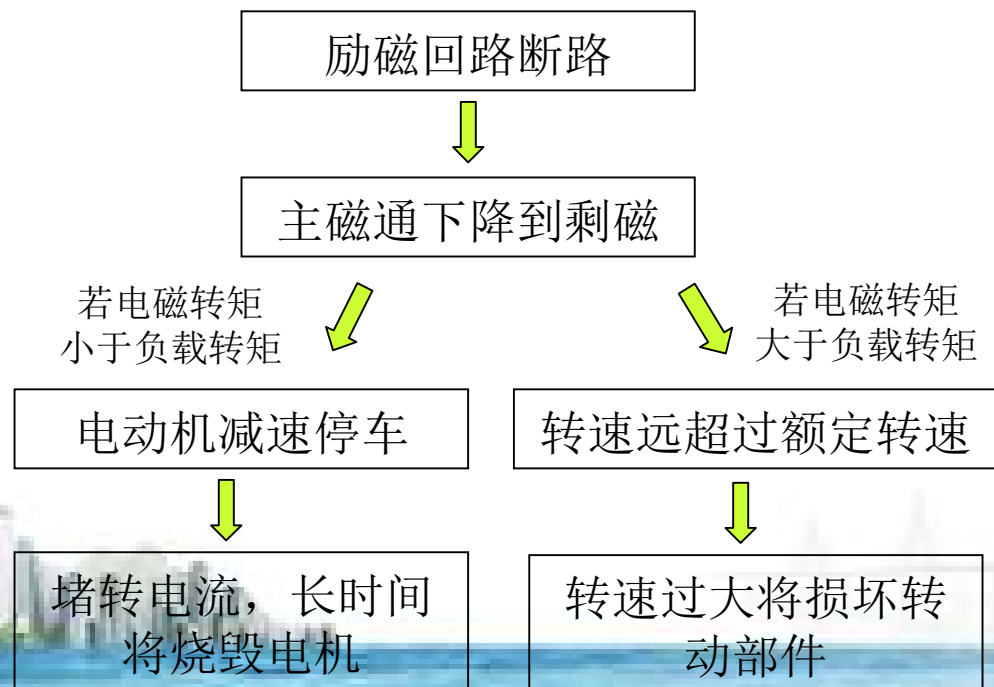 励磁回路断路
主磁通下降到剩磁
若电磁转矩
小于负载转矩
若电磁转矩
大于负载转矩
电动机减速停车
转速远超过额定转速
堵转电流，长时间
将烧毁电机
转速过大将损坏转
动部件